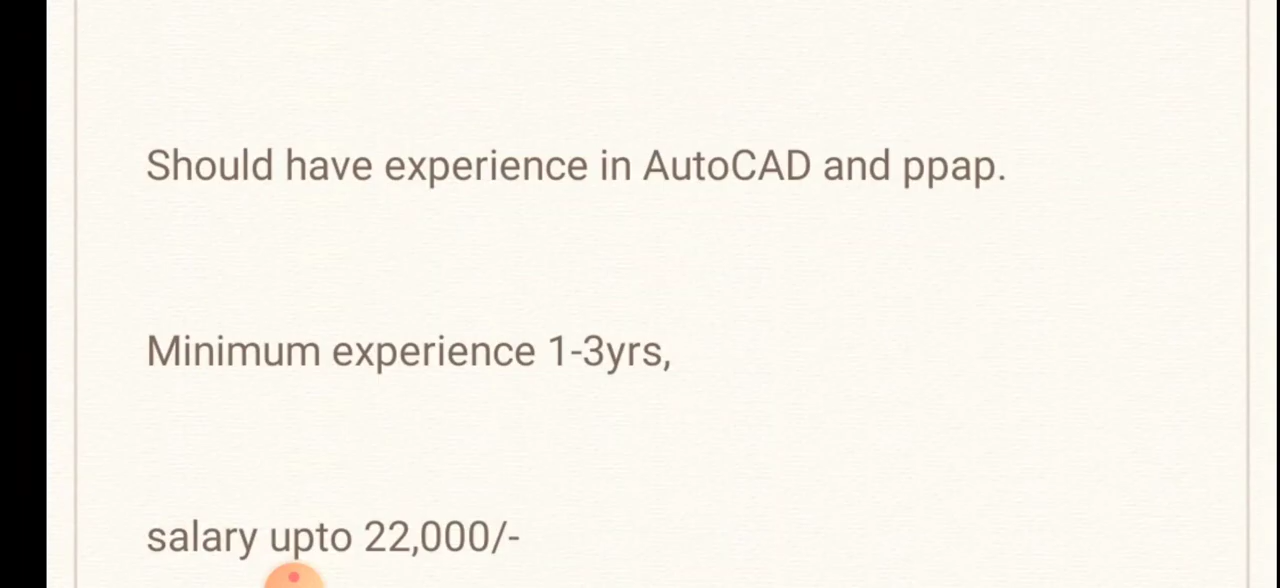 Should have experience in AutoCAD and ppap.
Minimum experience 1-3yrs,
salary upto 22,000/-